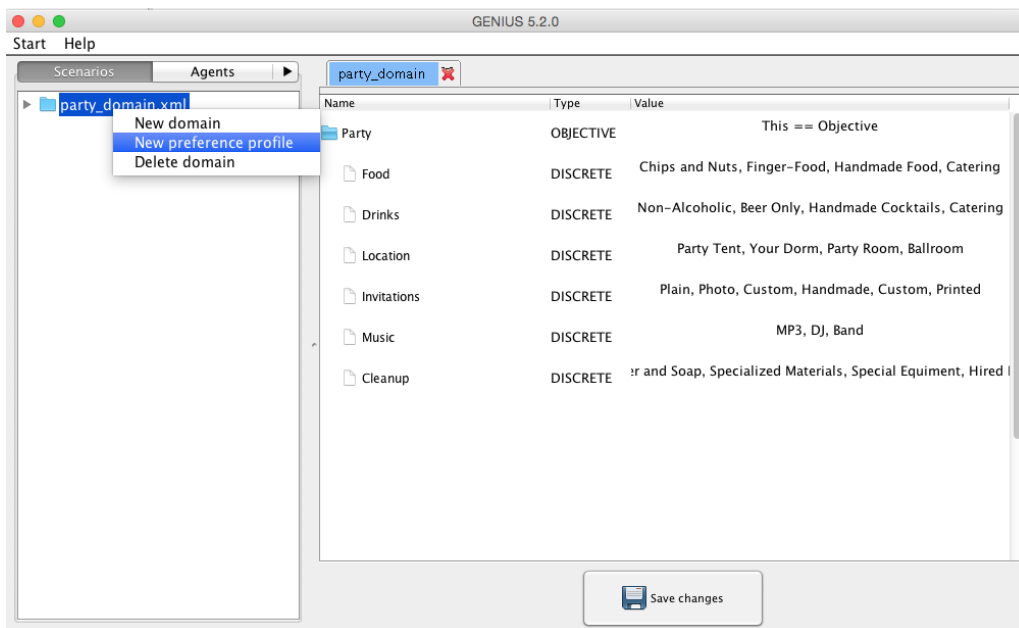 GENIUS 5.2.0
Start Help
Scenarios Agents
party_domain.xml
New domain
New preference profile
Delete domain
party_domain
Name Type Value
Party OBJECTIVE This == Objective
Food DISCRETE Chips and Nuts, Finger-Food, Handmade Food, Catering
Drinks DISCRETE Non-Alcoholic, Beer Only, Handmade Cocktails, Catering
Location DISCRETE Party Tent, Your Dorm, Party Room, Ballroom
Invitations DISCRETE Plain, Photo, Custom, Handmade, Custom, Printed
Music DISCRETE MP3, DJ, Band
Cleanup DISCRETE and Soap, Specialized Materials, Special Equiment, Hired
Save changes